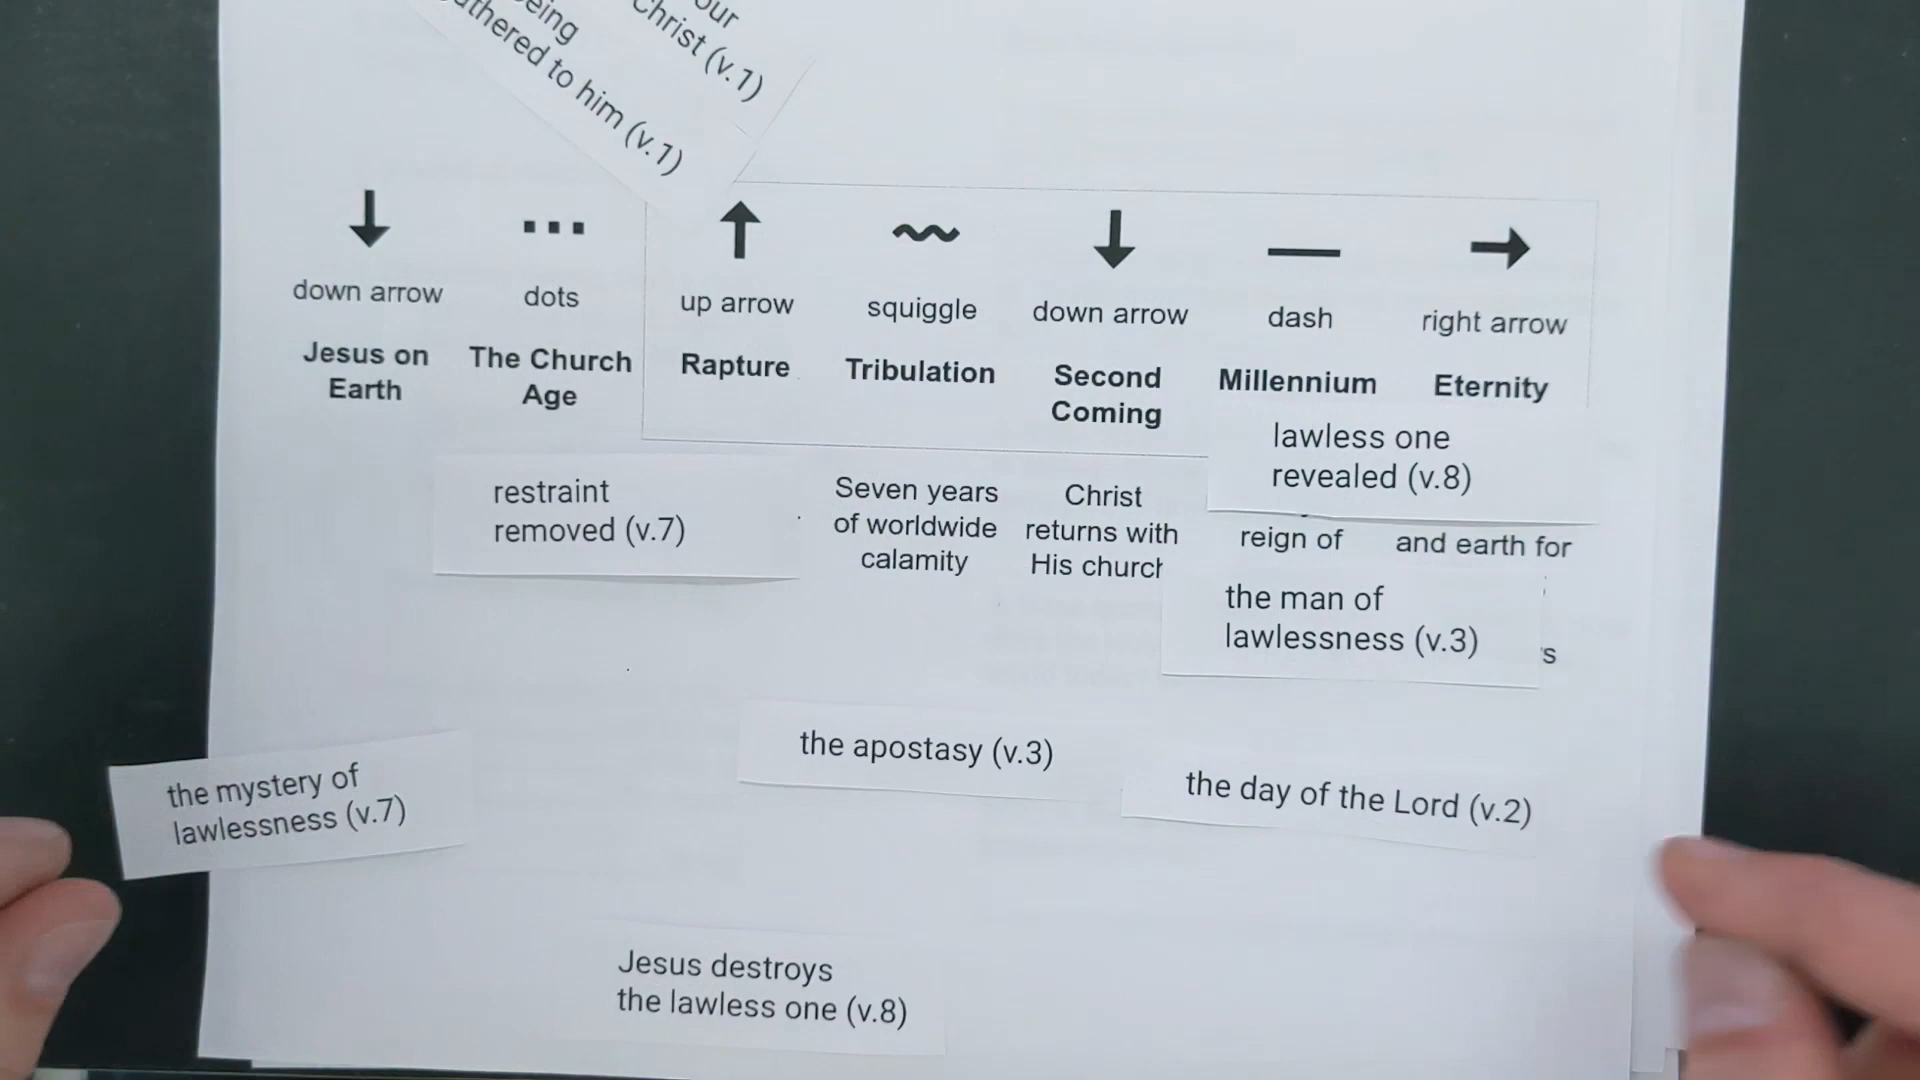 our
Christ (v.1)
being
gathered to him (v.1)
down arrow
dots
up arrow
squiggle
down arrow
dash
right arrow
Jesus on
Earth
The Church
Age
Rapture
Tribulation
Second
Coming
Millennium
Eternity
lawless one
revealed (v.8)
restraint
removed (v.7)
Seven years
of worldwide
calamity
Christ
returns with
His church
reign of
and earth for
the man of
lawlessness (v.3)
s
the apostasy (v.3)
the day of the Lord (v.2)
the mystery of
lawlessness (v.7)
Jesus destroys
the lawless one (v.8)